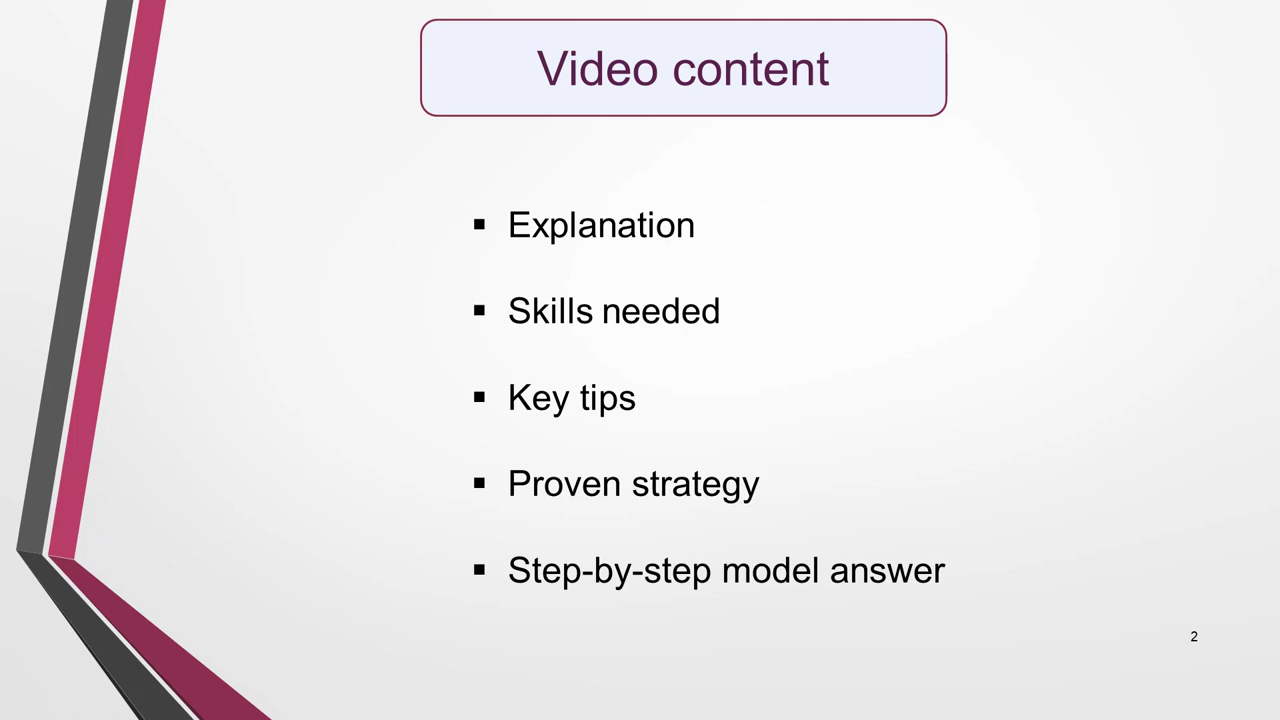 Video content
▪ Explanation
▪ Skills needed
▪ Key tips
▪ Proven strategy
▪ Step-by-step model answer
2